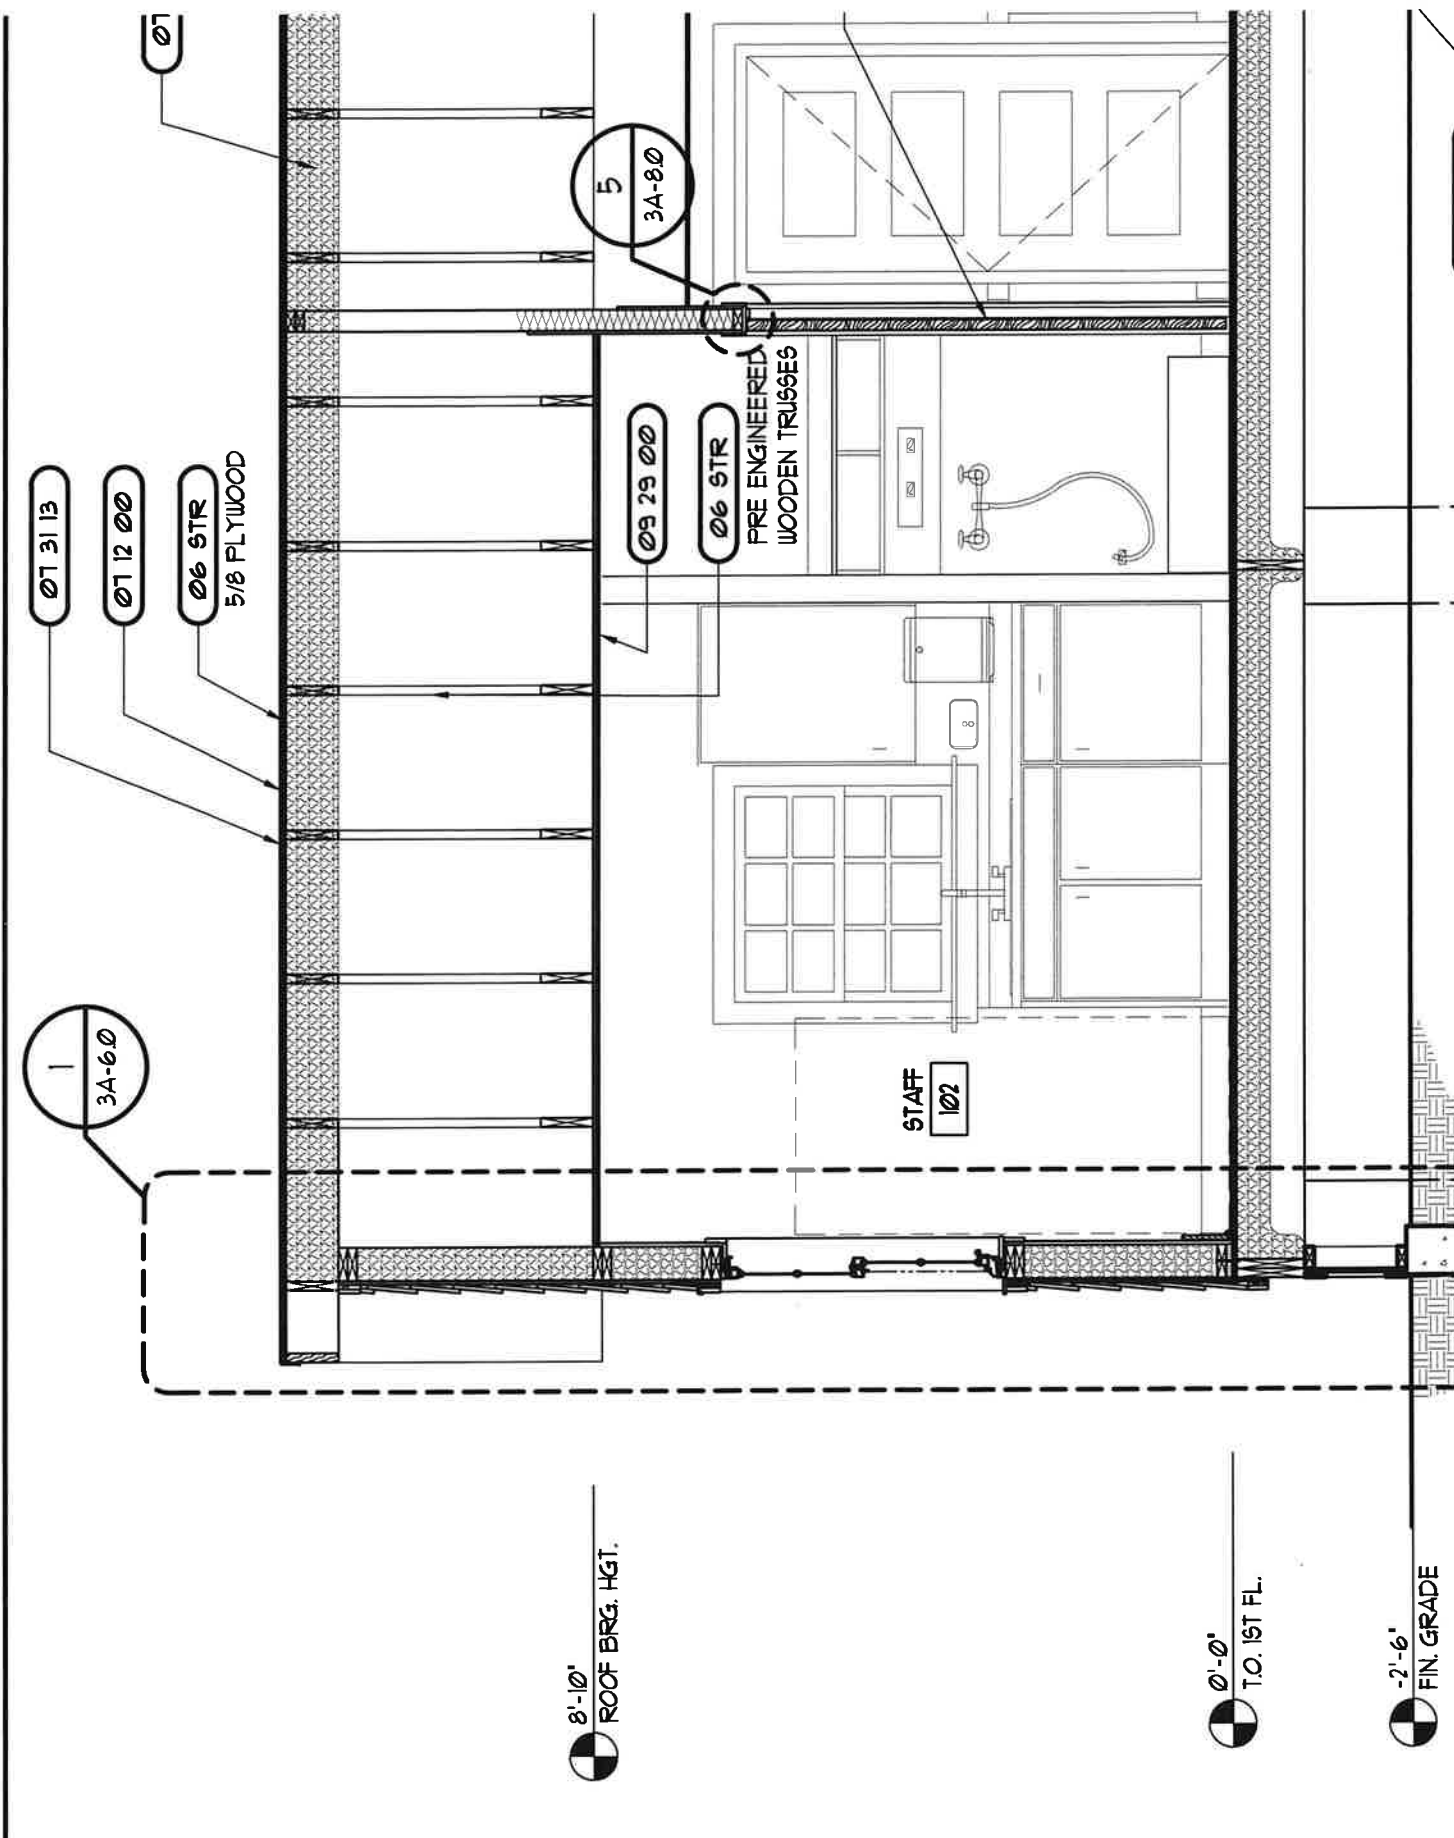 07
07 31 13
07 12 00
06 STR
5/8 PLYWOOD
5
3A-8.0
09 29 00
06 STR
PRE ENGINEERED
WOODEN TRUSSES
1
3A-6.0
STAFF
102
8'-10"
ROOF BRG. HGT.
0'-0"
T.O. 1ST FL.
-2'-6"
FIN. GRADE